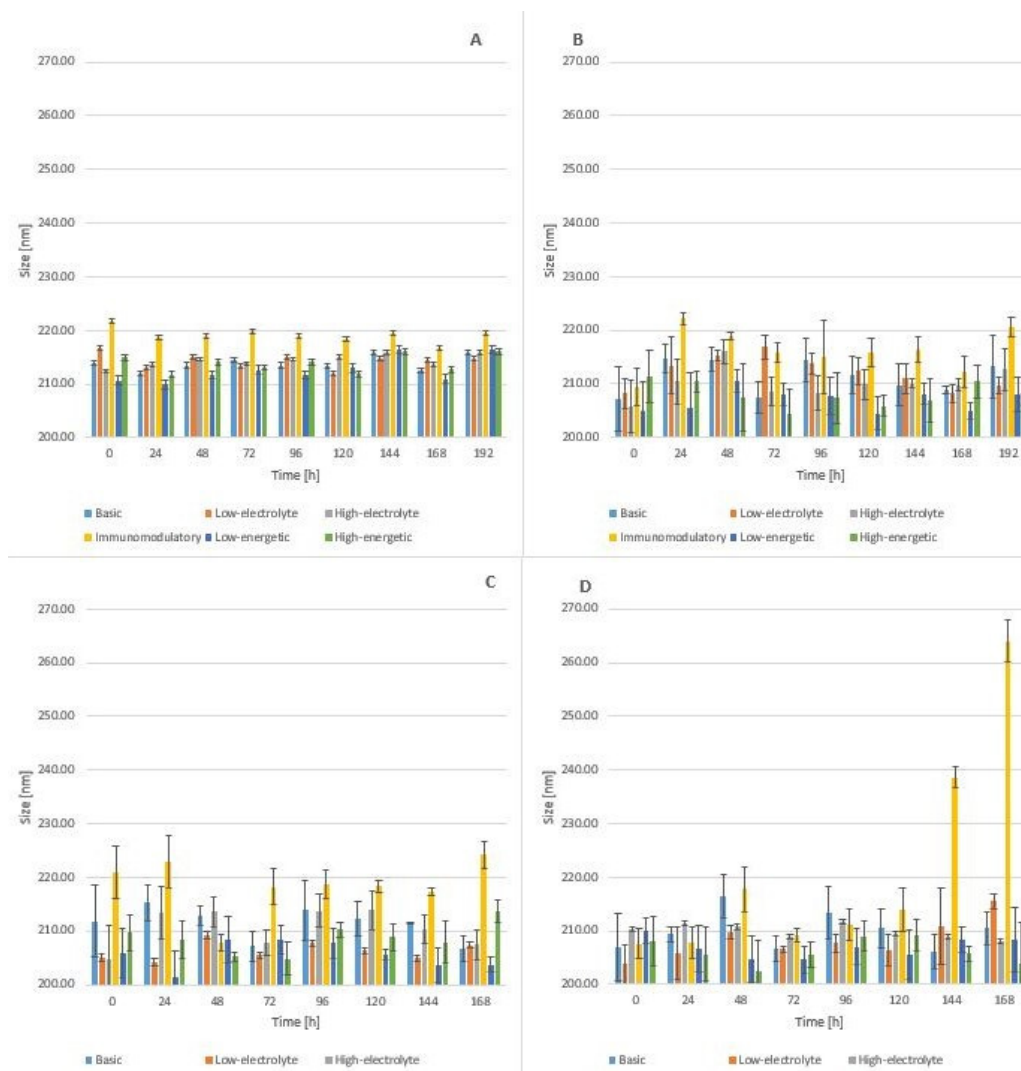 A
270.00
260.00
250.00
240.00
230.00
220.00
210.00
200.00
Size [nm]
0 24 48 72 96 120 144 168 192
Time [h]
Basic Low-electrolyte High-electrolyte
Immunomodulatory Low-energetic High-energetic
B
270.00
260.00
250.00
240.00
230.00
220.00
210.00
200.00
Size [nm]
0 24 48 72 96 120 144 168 192
Time [h]
Basic Low-electrolyte High-electrolyte
Immunomodulatory Low-energetic High-energetic
C
270.00
260.00
250.00
240.00
230.00
220.00
210.00
200.00
Size [nm]
0 24 48 72 96 120 144 168
Time [h]
Basic Low-electrolyte High-electrolyte
D
270.00
260.00
250.00
240.00
230.00
220.00
210.00
200.00
Size [nm]
0 24 48 72 96 120 144 168
Time [h]
Basic Low-electrolyte High-electrolyte